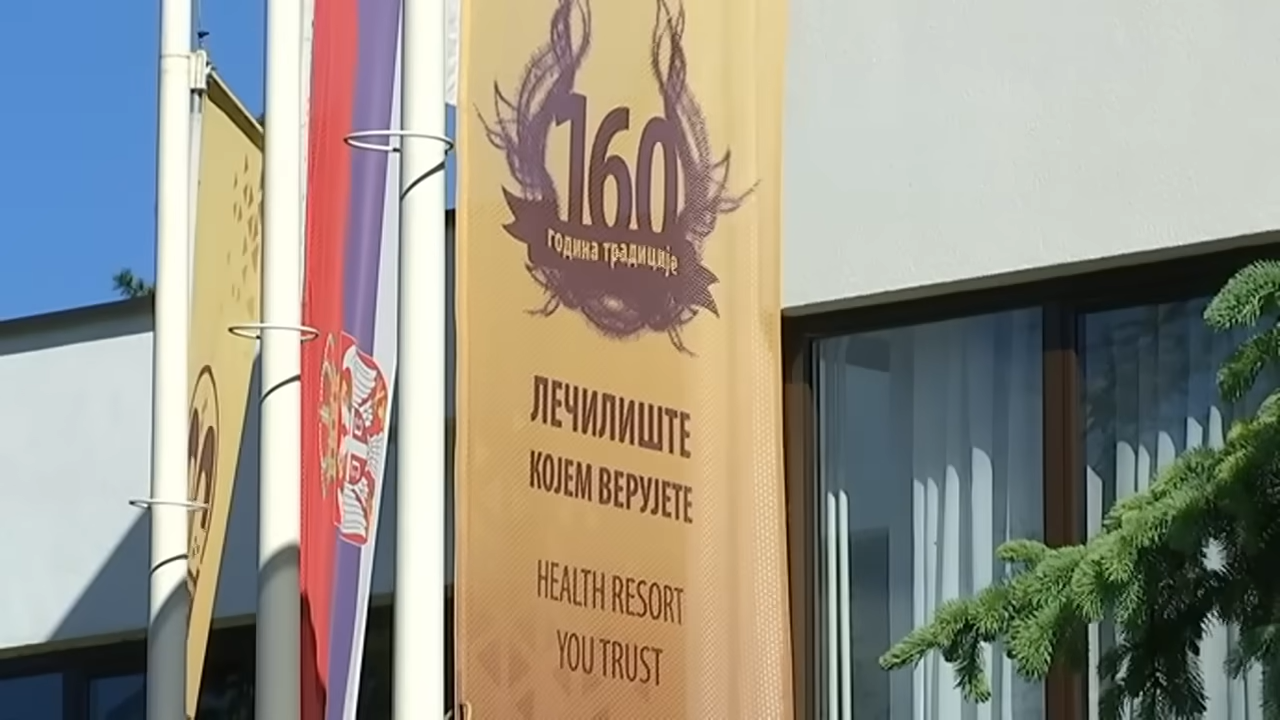 160
година традиције
ЛЕЧИЛИШТЕ
КОЈЕМ ВЕРУЈЕТЕ
HEALTH RESORT
YOU TRUST